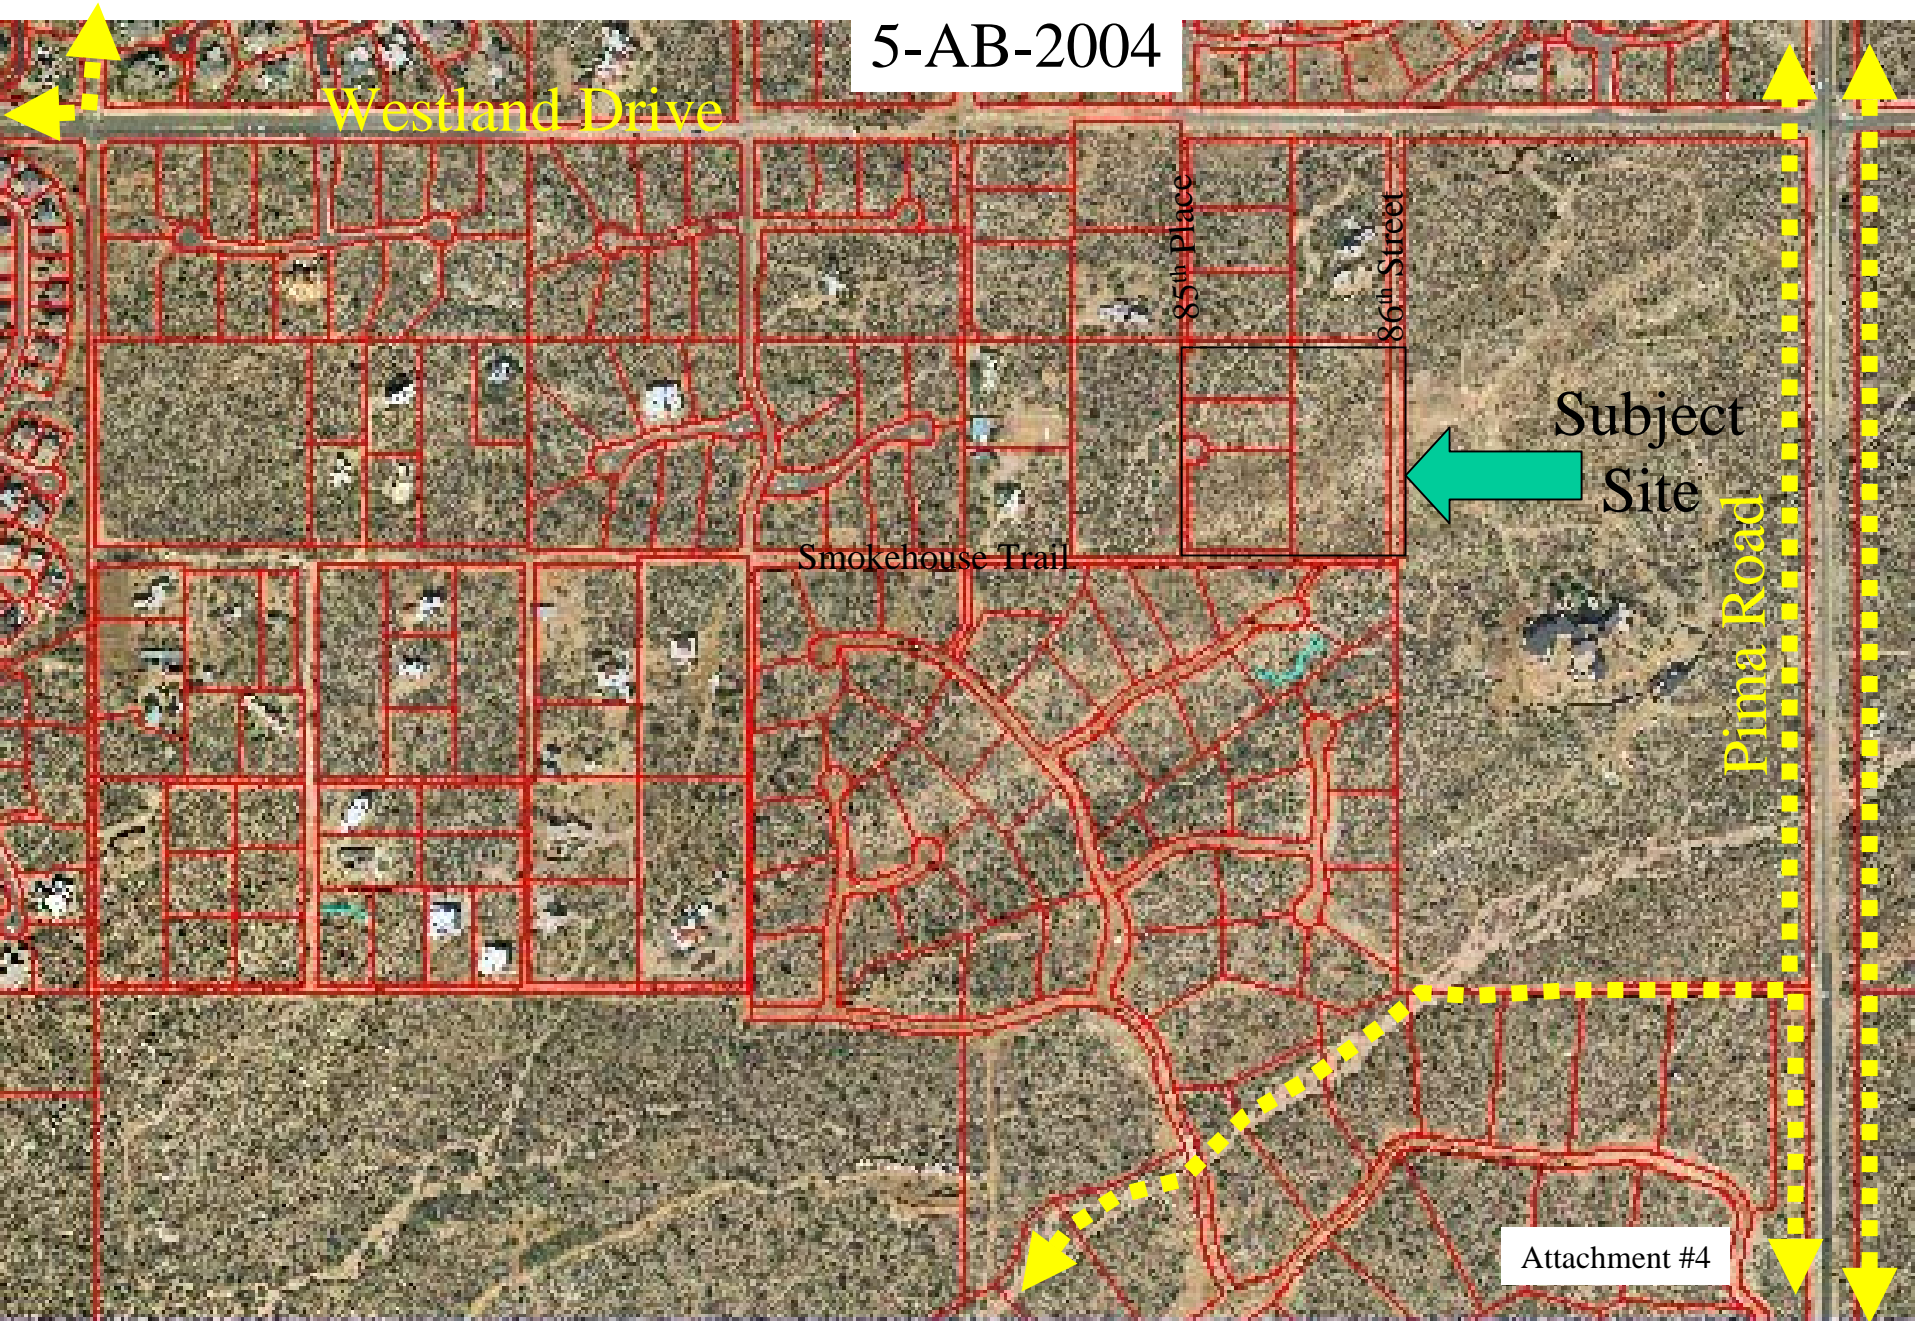 5-AB-2004
Westland Drive
85th Place
86th Street
Subject
Site
Smokehouse Trail
Pima Road
Attachment #4